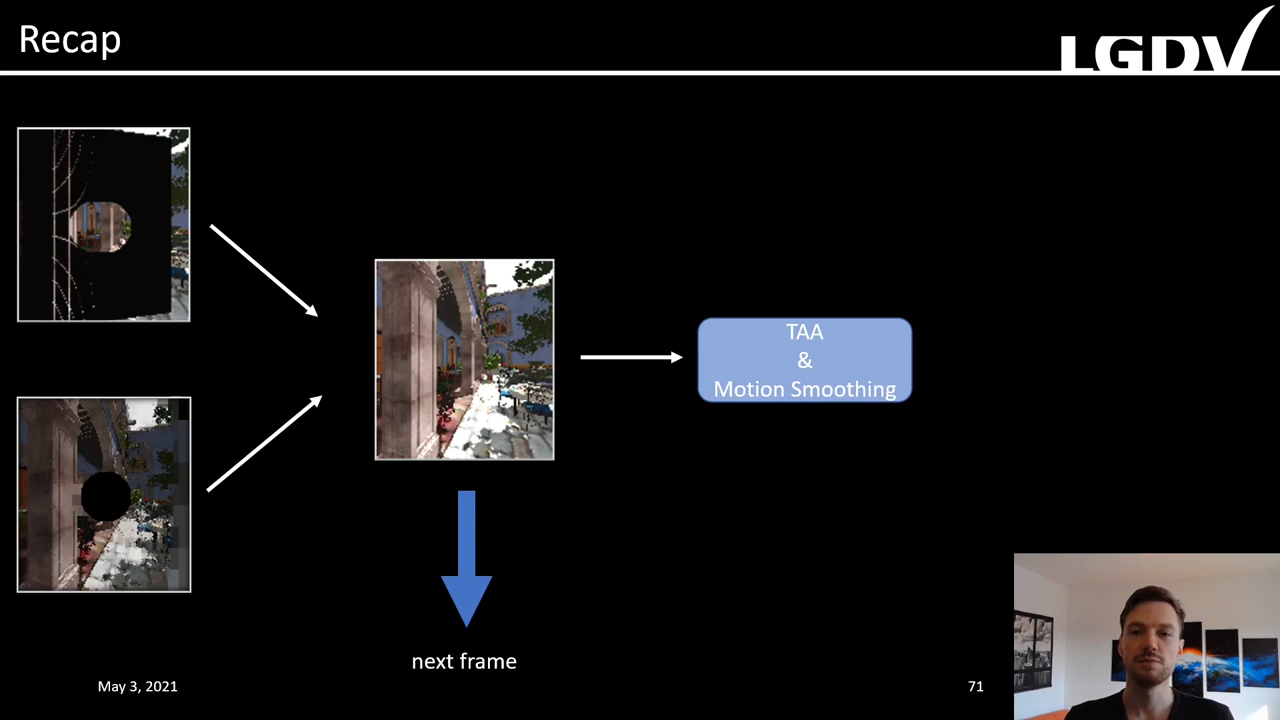 Recap
LGDV
TAA
&
Motion Smoothing
next frame
May 3, 2021
71